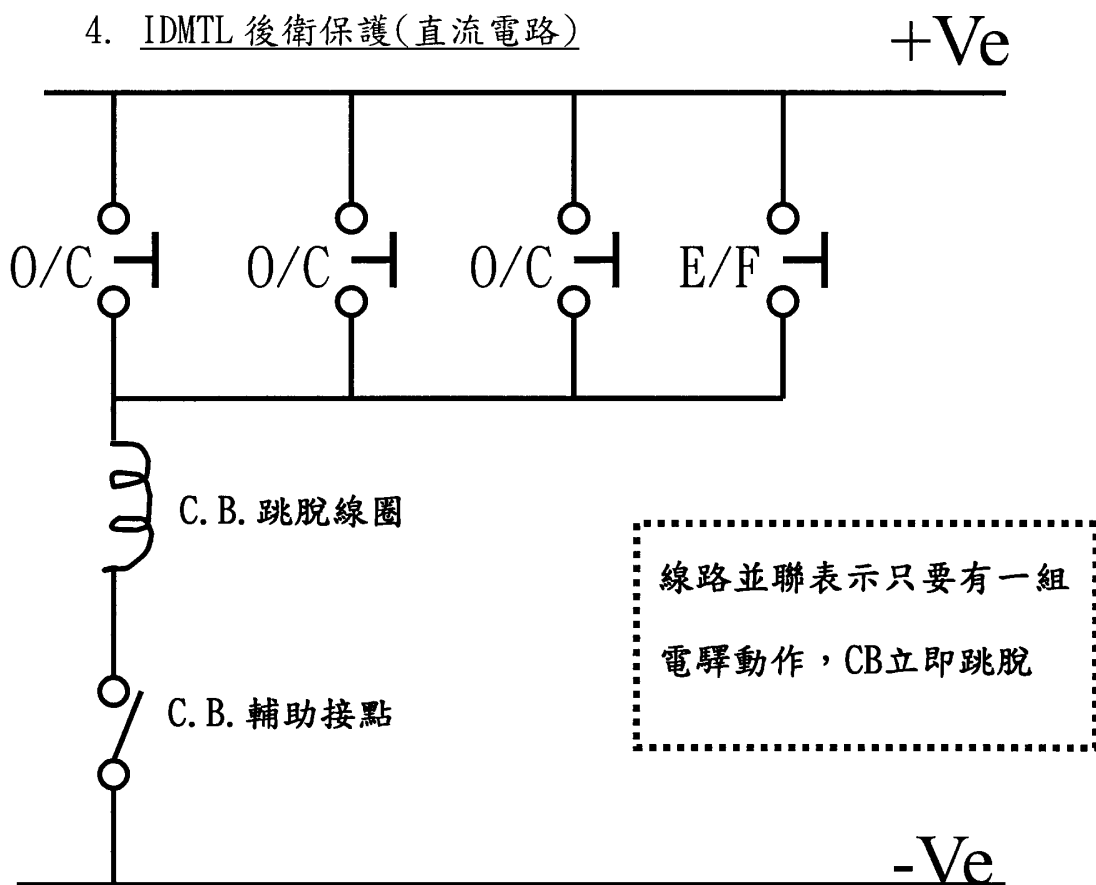 4. IDMTL 後衛保護(直流電路)
+Ve
O/C
O/C
O/C
E/F
C.B.跳脫線圈
線路並聯表示只要有一組
電驛動作，CB立即跳脫
C.B.輔助接點
-Ve